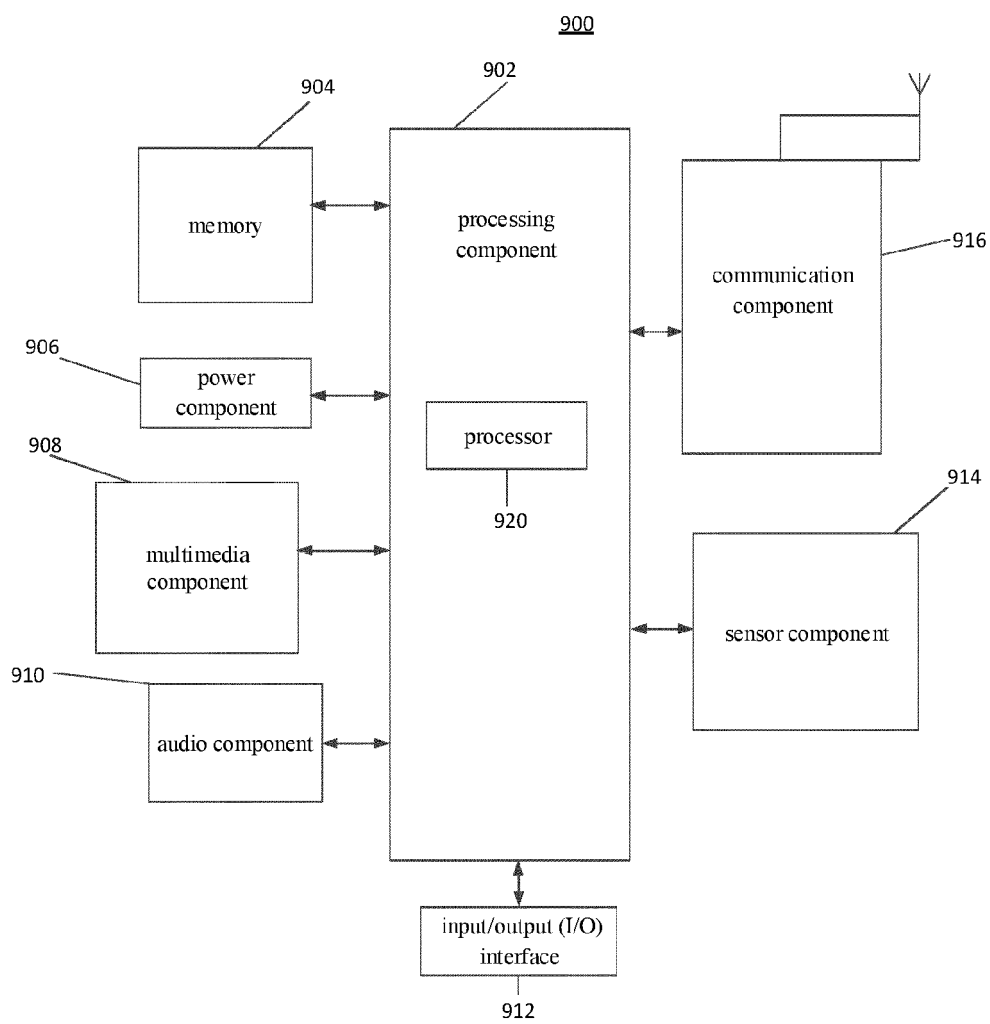 900
902
904
memory
processing
component
communication
component
916
906
power
component
processor
920
908
multimedia
component
914
sensor component
910
audio component
input/output (I/O)
interface
912